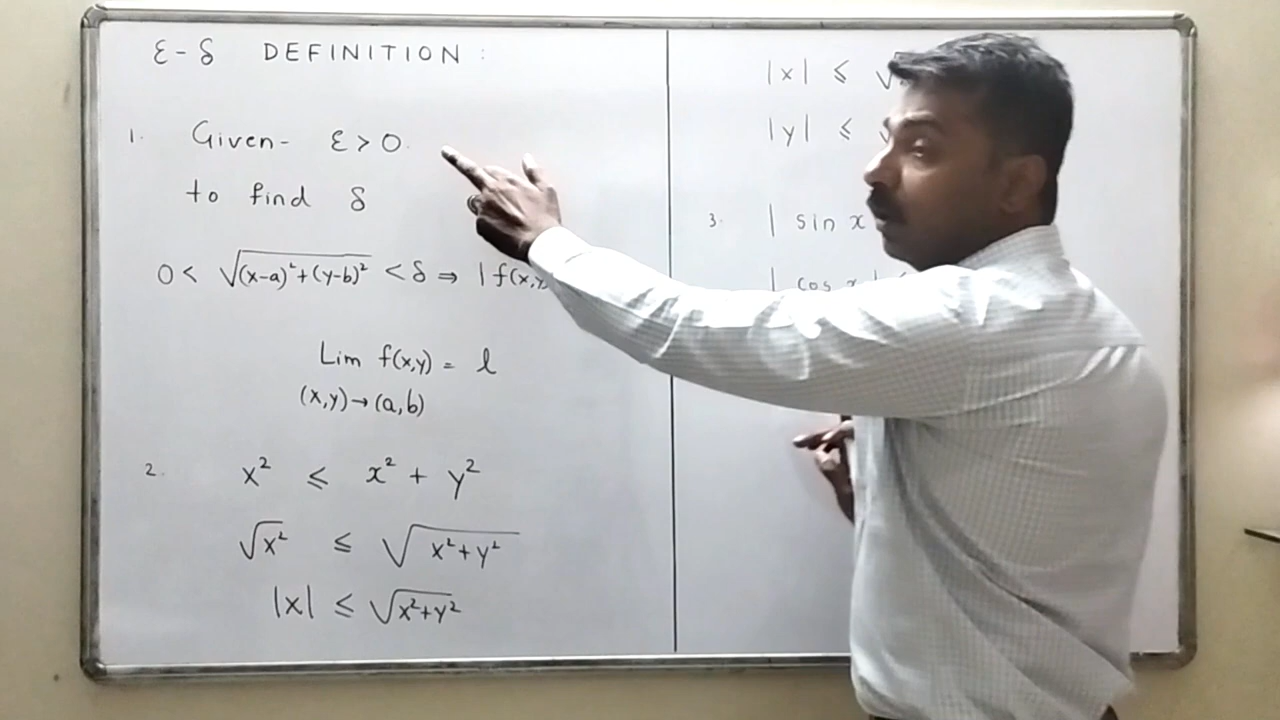 ε-δ DEFINITION:
1. Given- ε>0.
to find δ
0 < √(x-a)²+(y-b)² < δ ⇒ |f(x,y
Lim f(x,y) = l
(x,y)→(a,b)
2. x² ≤ x² + y²
√x² ≤ √x²+y²
|x| ≤ √x²+y²
|x| ≤ √
|y| ≤ √
3. | sin x
| cos x | ≤